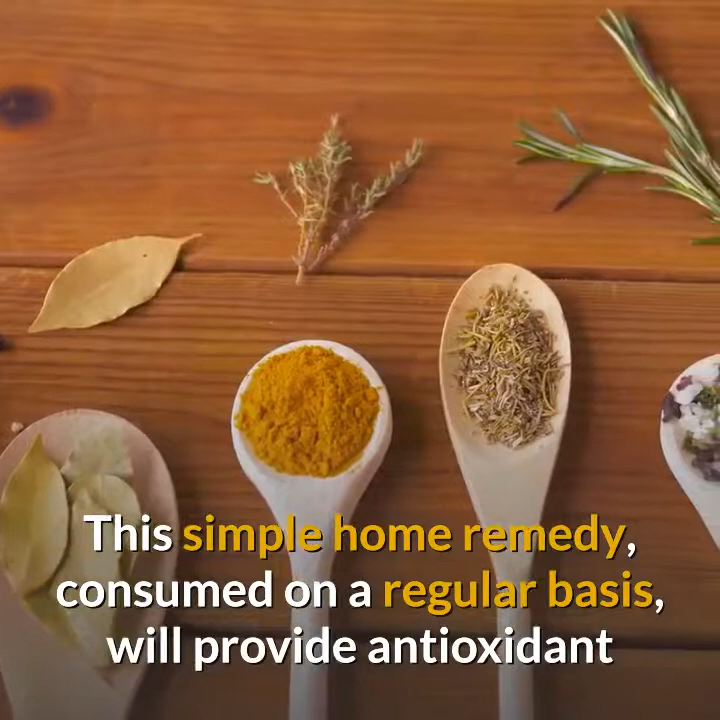 This simple home remedy,
consumed on a regular basis,
will provide antioxidant